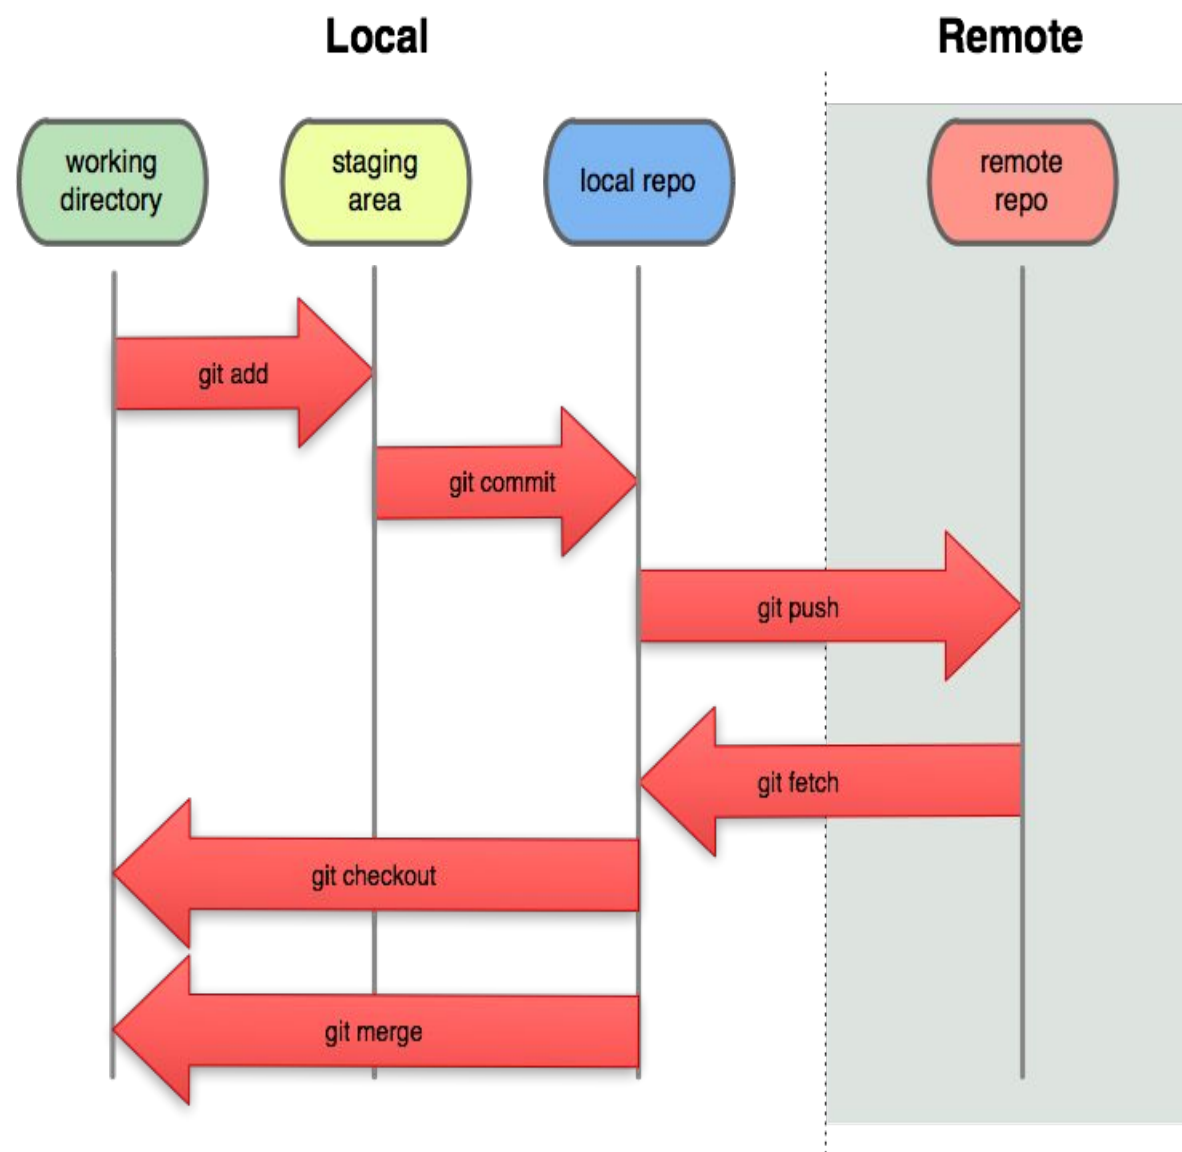 Local
Remote
working
directory
staging
area
local repo
remote
repo
git add
git commit
git push
git fetch
git checkout
git merge